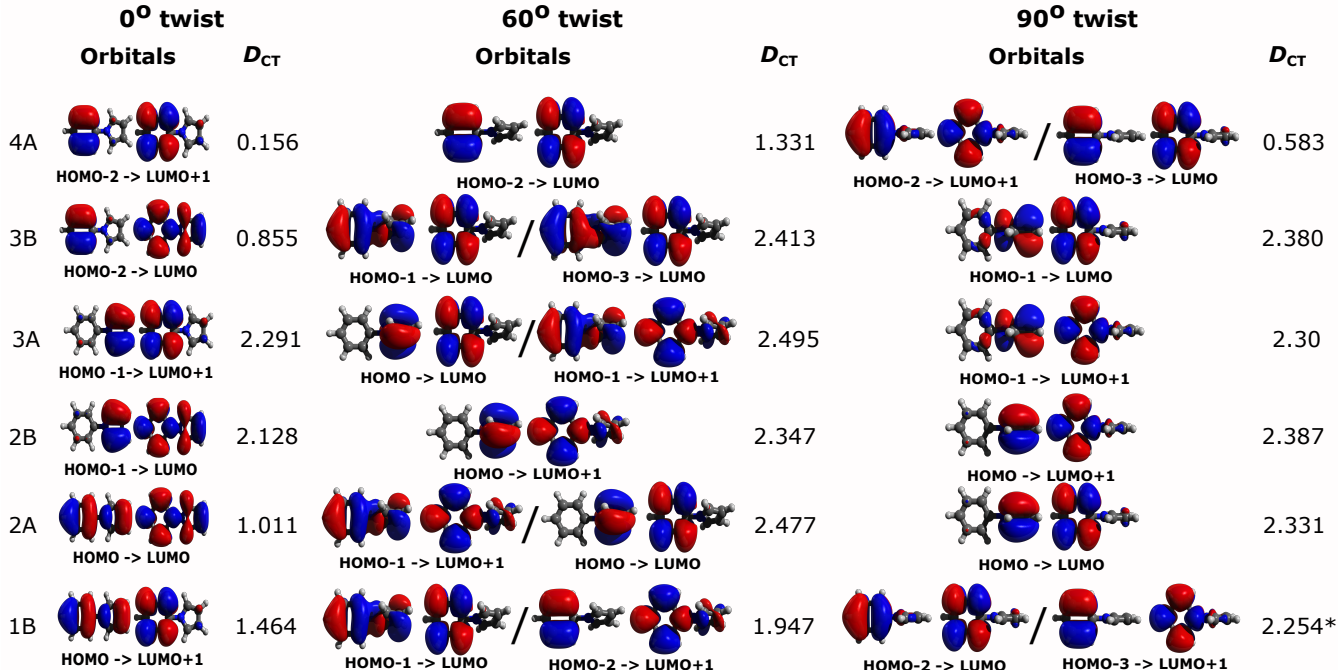 0° twist 60° twist 90° twist
Orbitals D_CT Orbitals D_CT Orbitals D_CT
4A 0.156 1.331 / 0.583
HOMO-2 -> LUMO+1 HOMO-2 -> LUMO HOMO-2 -> LUMO+1 HOMO-3 -> LUMO
3B 0.855 / 2.413 2.380
HOMO-2 -> LUMO HOMO-1 -> LUMO HOMO-3 -> LUMO HOMO-1 -> LUMO
3A 2.291 / 2.495 2.30
HOMO -1-> LUMO+1 HOMO -> LUMO HOMO-1 -> LUMO+1 HOMO-1 -> LUMO+1
2B 2.128 2.347 2.387
HOMO-1 -> LUMO HOMO -> LUMO+1 HOMO -> LUMO+1
2A 1.011 / 2.477 2.331
HOMO -> LUMO HOMO-1 -> LUMO+1 HOMO -> LUMO HOMO -> LUMO
1B 1.464 / 1.947 / 2.254*
HOMO -> LUMO+1 HOMO-1 -> LUMO HOMO-2 -> LUMO+1 HOMO-2 -> LUMO HOMO-3 -> LUMO+1